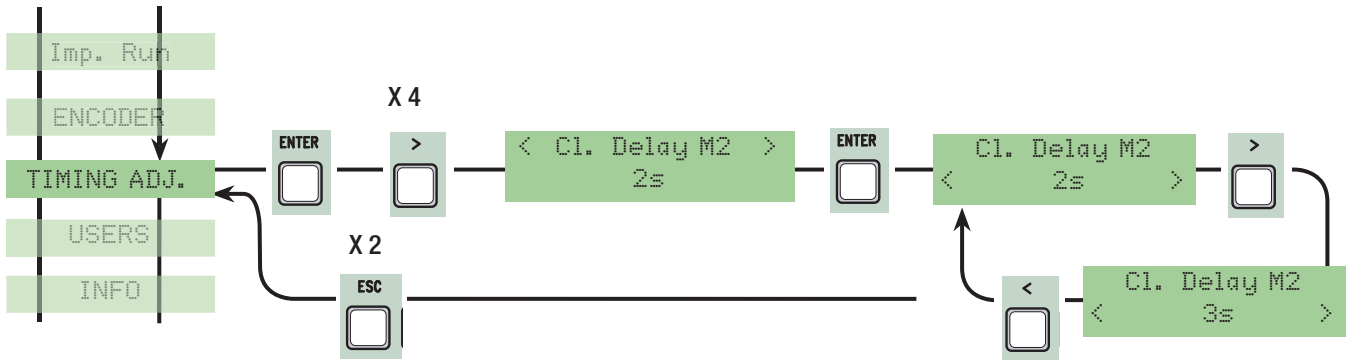 Imp. Run
ENCODER
TIMING ADJ.
USERS
INFO
ENTER
X 4
>
< Cl. Delay M2 >
2s
ENTER
Cl. Delay M2
< 2s >
>
Cl. Delay M2
< 3s >
<
X 2
ESC